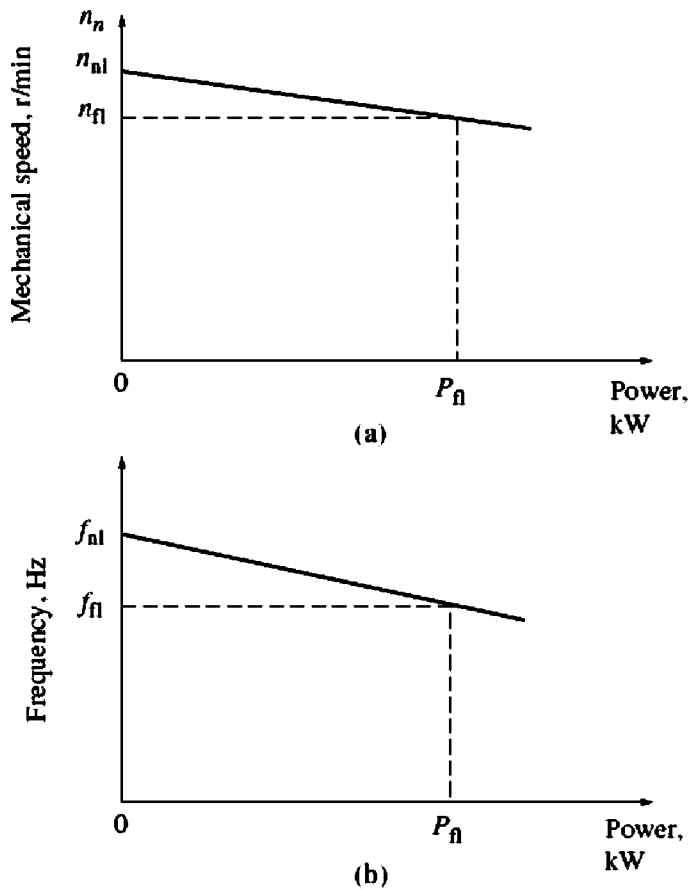 n_n
n_nl
n_fl
Mechanical speed, r/min
0
P_fl
Power,
kW
(a)
f_nl
f_fl
Frequency, Hz
0
P_fl
Power,
kW
(b)